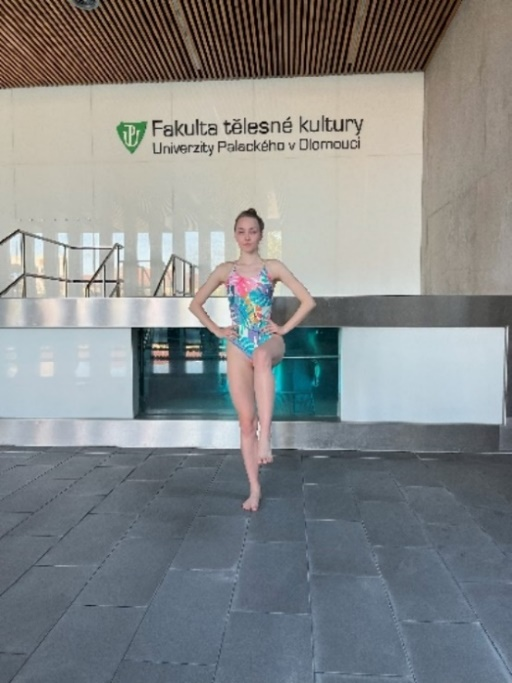 Fakulta tělesné kultury
Univerzity Palackého v Olomouci